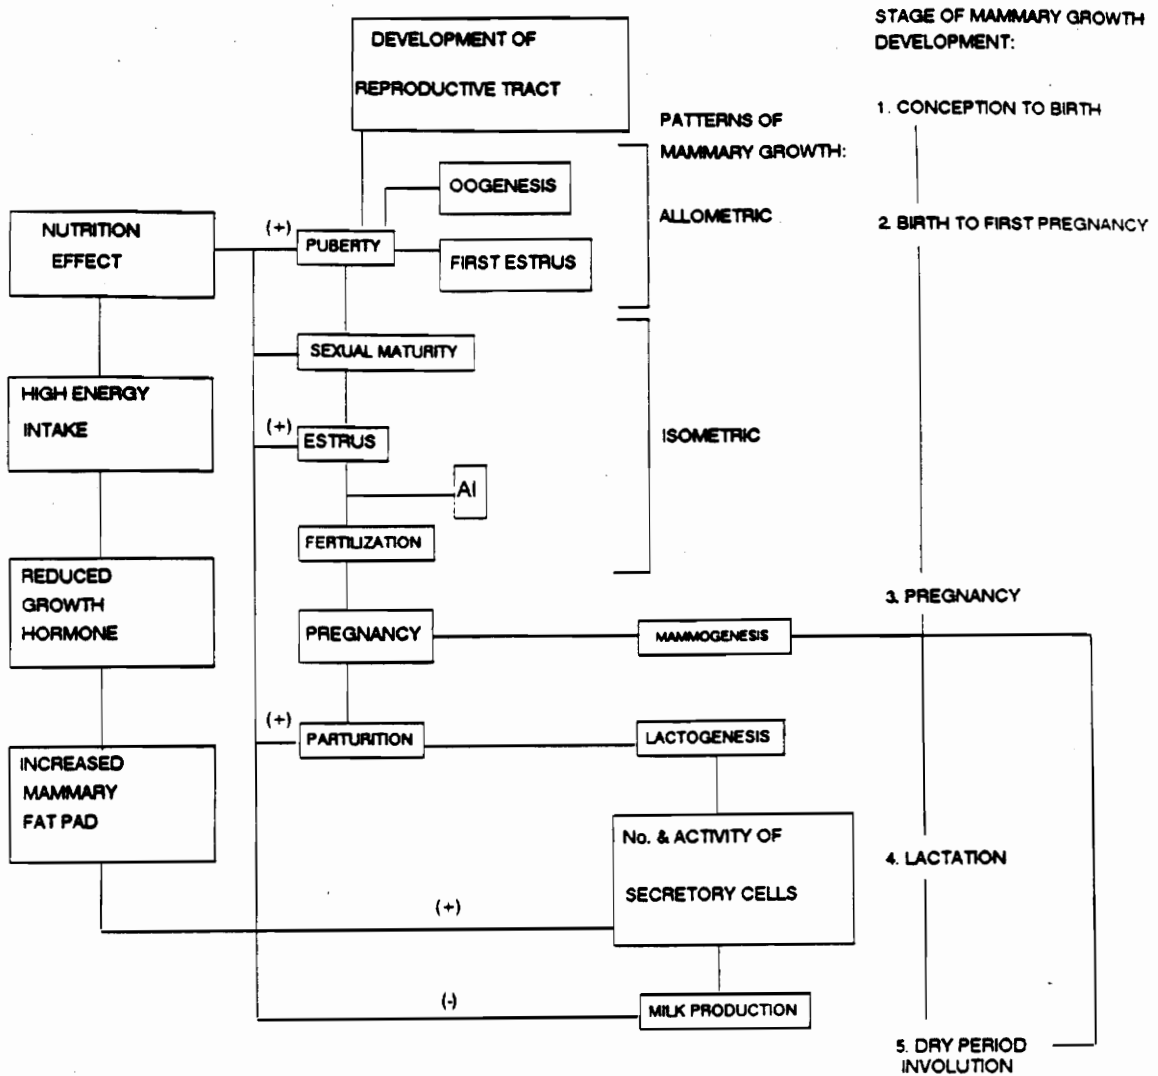 STAGE OF MAMMARY GROWTH
DEVELOPMENT:
DEVELOPMENT OF
REPRODUCTIVE TRACT
1. CONCEPTION TO BIRTH
PATTERNS OF
MAMMARY GROWTH:
OOGENESIS
ALLOMETRIC
2. BIRTH TO FIRST PREGNANCY
NUTRITION
EFFECT
(+)
PUBERTY
FIRST ESTRUS
SEXUAL MATURITY
HIGH ENERGY
INTAKE
(+)
ESTRUS
ISOMETRIC
AI
FERTILIZATION
REDUCED
GROWTH
HORMONE
3. PREGNANCY
PREGNANCY
MAMMOGENESIS
(+)
PARTURITION
LACTOGENESIS
INCREASED
MAMMARY
FAT PAD
No. & ACTIVITY OF
SECRETORY CELLS
4. LACTATION
(+)
(-)
MILK PRODUCTION
5. DRY PERIOD
INVOLUTION